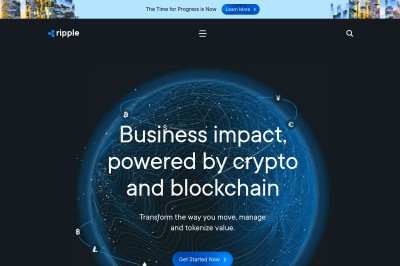 The Time for Progress is Now Learn More
ripple
Business impact,
powered by crypto
and blockchain
Transform the way you move, manage
and tokenize value.
Get Started Now